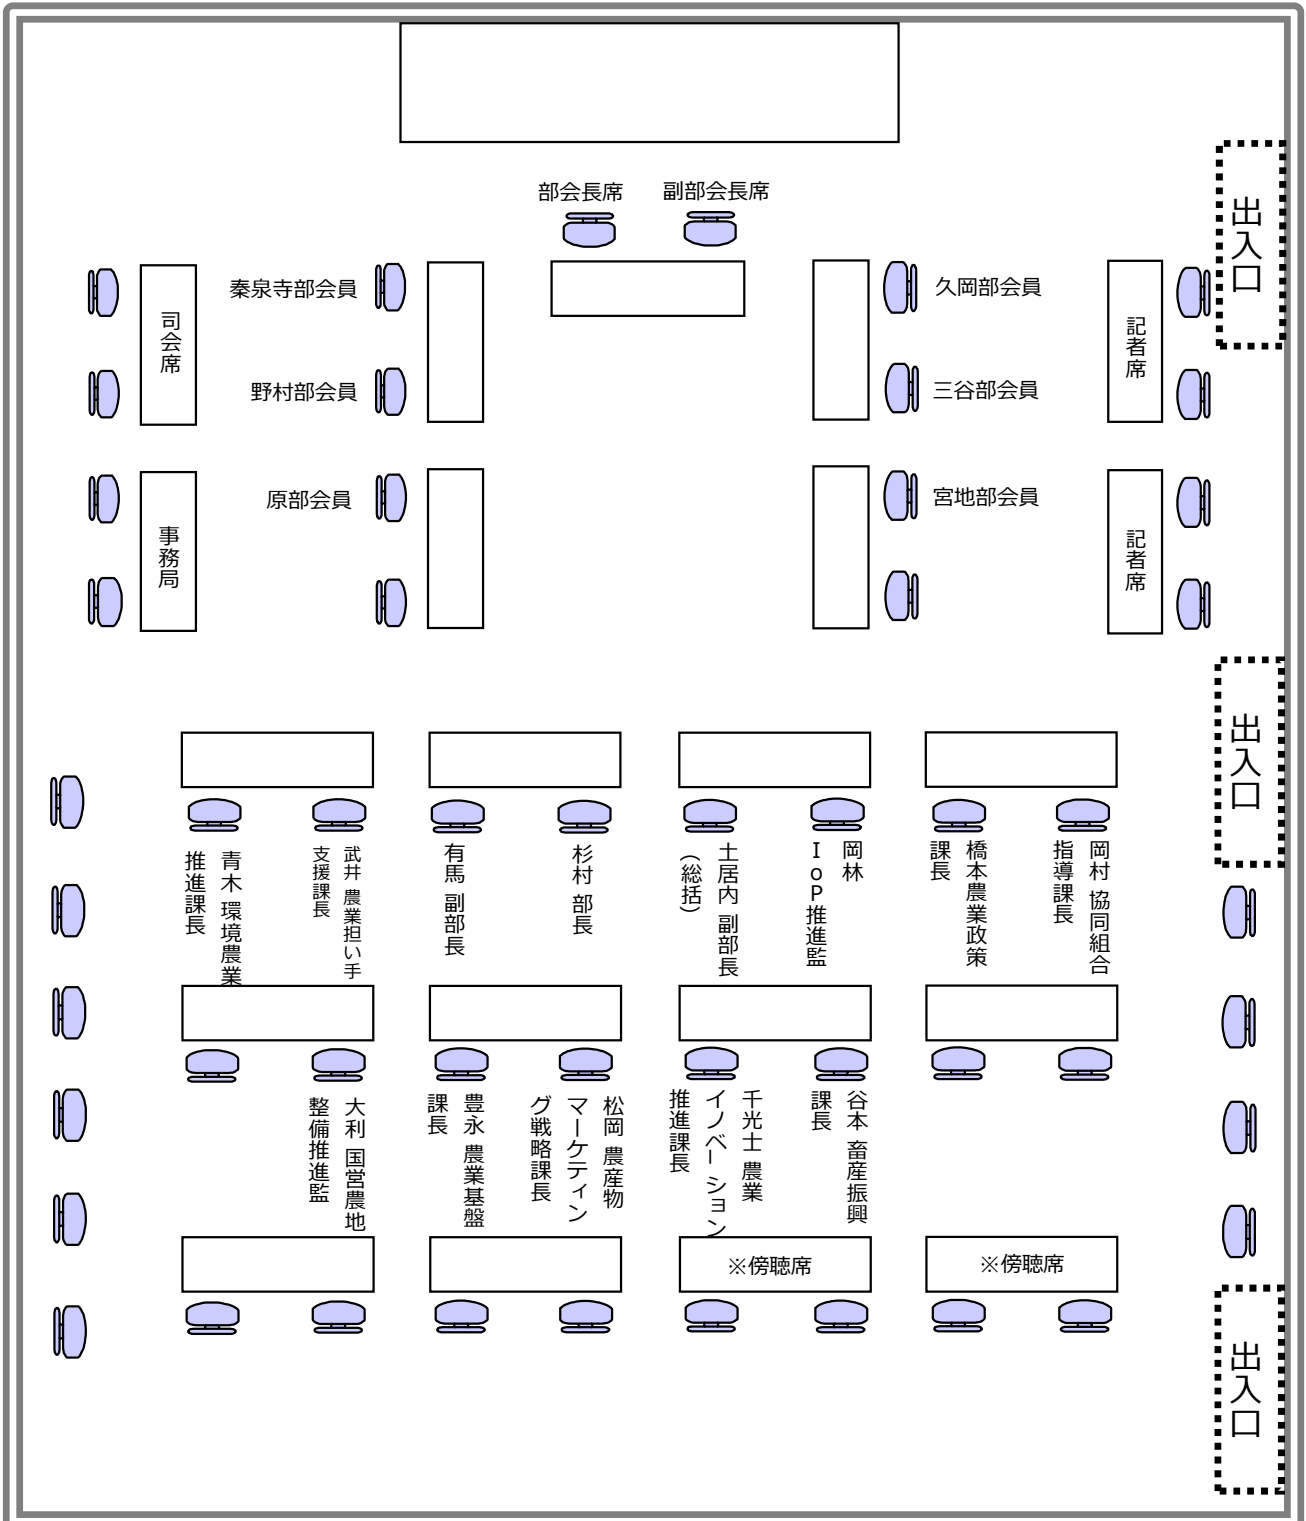 部会長席
副部会長席
出入口
秦泉寺部会員
久岡部会員
司会席
記者席
野村部会員
三谷部会員
原部会員
宮地部会員
事務局
記者席
出入口
青木 環境農業
推進課長
武井 農業担い手
支援課長
有馬 副部長
杉村 部長
土居内 副部長
（総括）
岡林
ＩｏＰ推進監
橋本農業政策
課長
岡村 協同組合
指導課長
大利 国営農地
整備推進監
豊永 農業基盤
課長
松岡 農産物
マーケティン
グ戦略課長
千光士 農業
イノベーション
推進課長
谷本 畜産振興
課長
※傍聴席
※傍聴席
出入口